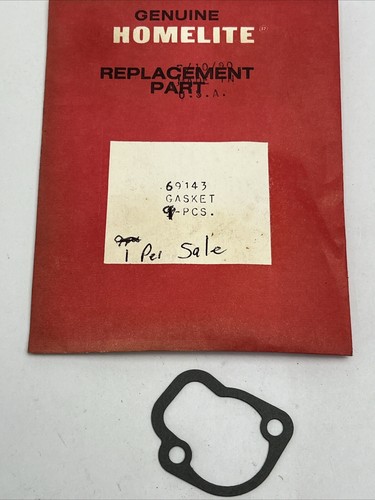 GENUINE
HOMELITE
REPLACEMENT
PART
U.S.A.
69143
GASKET
-PCS.
1 Per Sale